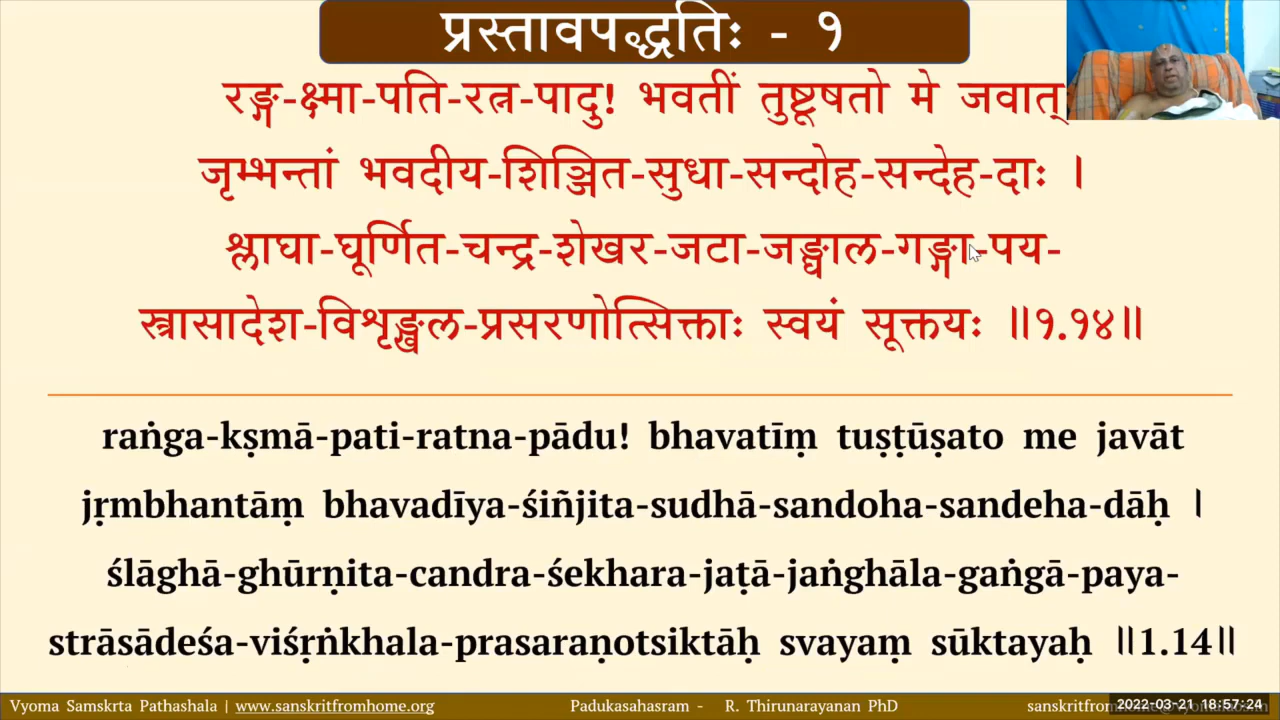 प्रस्तावपद्धतिः - १
रङ्ग-क्ष्मा-पति-रत्न-पादु! भवतीं तुष्टूषतो मे जवात्
जृम्भन्तां भवदीय-शिञ्जित-सुधा-सन्दोह-सन्देह-दाः ।
श्लाघा-घूर्णित-चन्द्र-शेखर-जटा-जङ्घाल-गङ्गा-पय-
स्त्रासादेश-विशृङ्खल-प्रसरणोत्सिक्ताः स्वयं सूक्तयः ॥१.१४॥
raṅga-kṣmā-pati-ratna-pādu! bhavatīṃ tuṣṭūṣato me javāt
jṛmbhantāṃ bhavadīya-śiñjita-sudhā-sandoha-sandeha-dāḥ ।
ślāghā-ghūrṇita-candra-śekhara-jaṭā-jaṅghāla-gaṅgā-paya-
strāsādeśa-viśṛṅkhala-prasaraṇotsiktāḥ svayaṃ sūktayaḥ ॥1.14॥
Vyoma Samskrta Pathashala | www.sanskritfromhome.org Padukasahasram - R. Thirunarayanan PhD sanskritfrom
2022-03-21 18:57:24